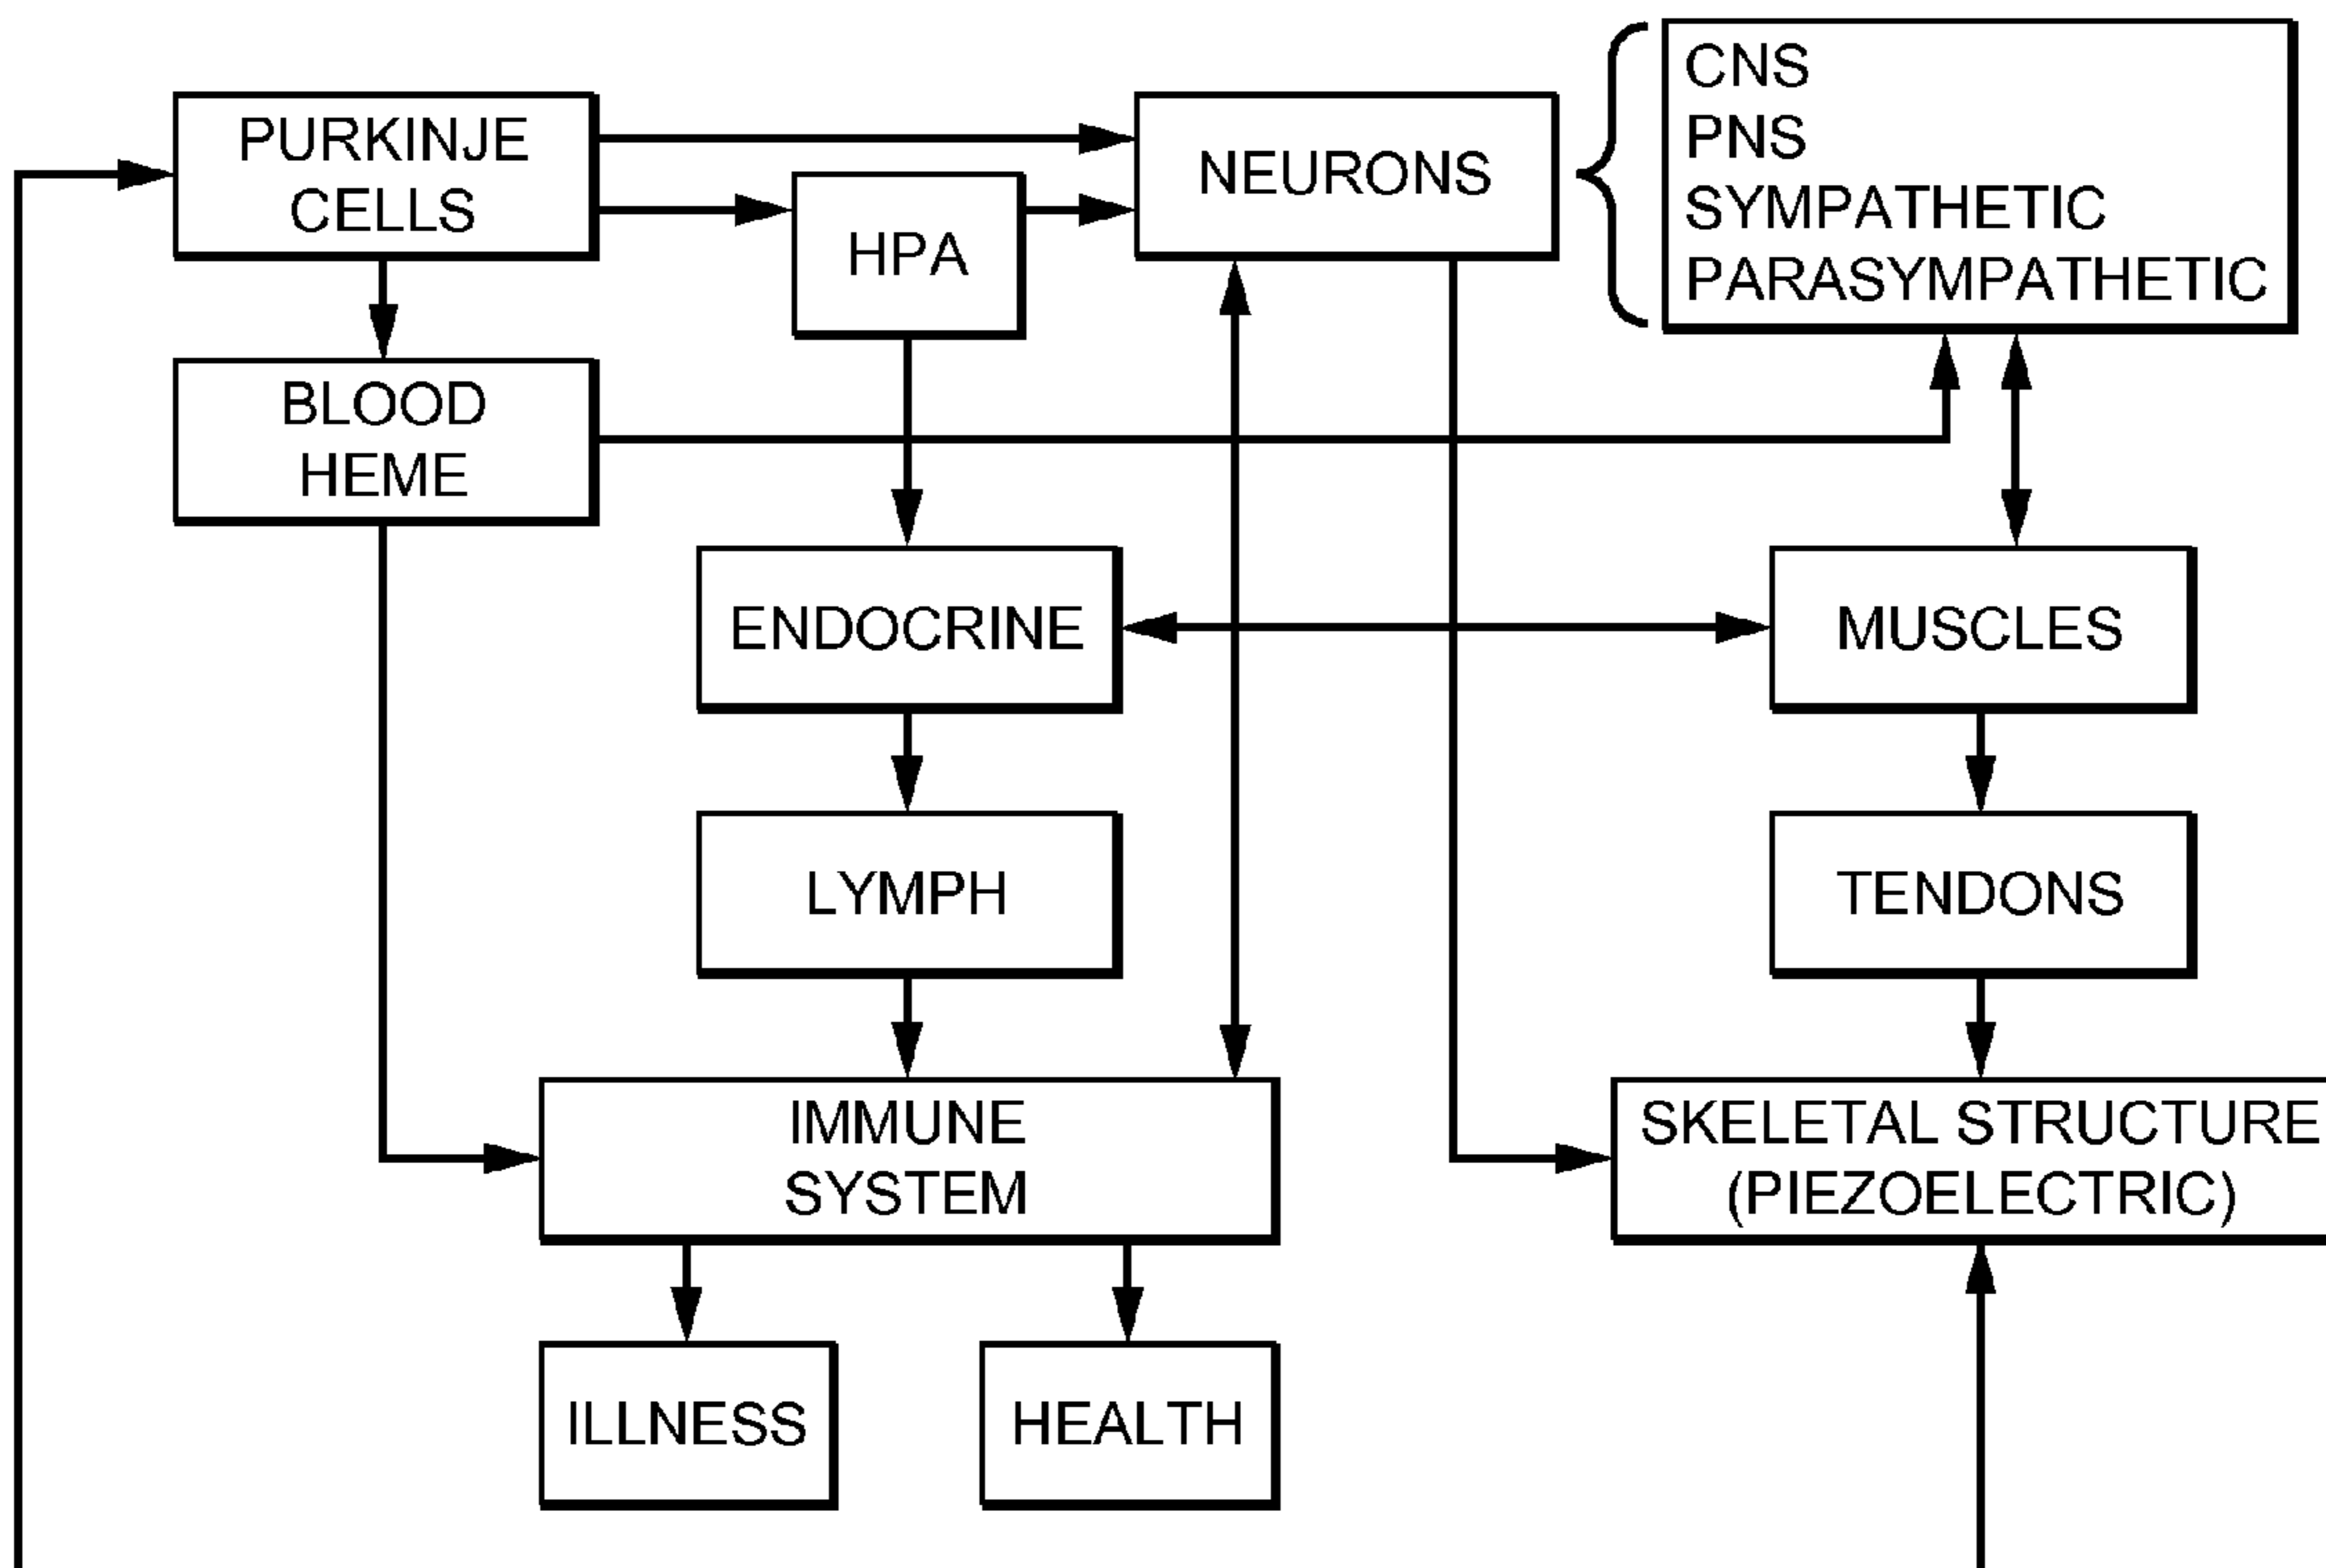 PURKINJE
CELLS
HPA
NEURONS
CNS
PNS
SYMPATHETIC
PARASYMPATHETIC
BLOOD
HEME
ENDOCRINE
MUSCLES
LYMPH
TENDONS
IMMUNE
SYSTEM
SKELETAL STRUCTURE
(PIEZOELECTRIC)
ILLNESS
HEALTH